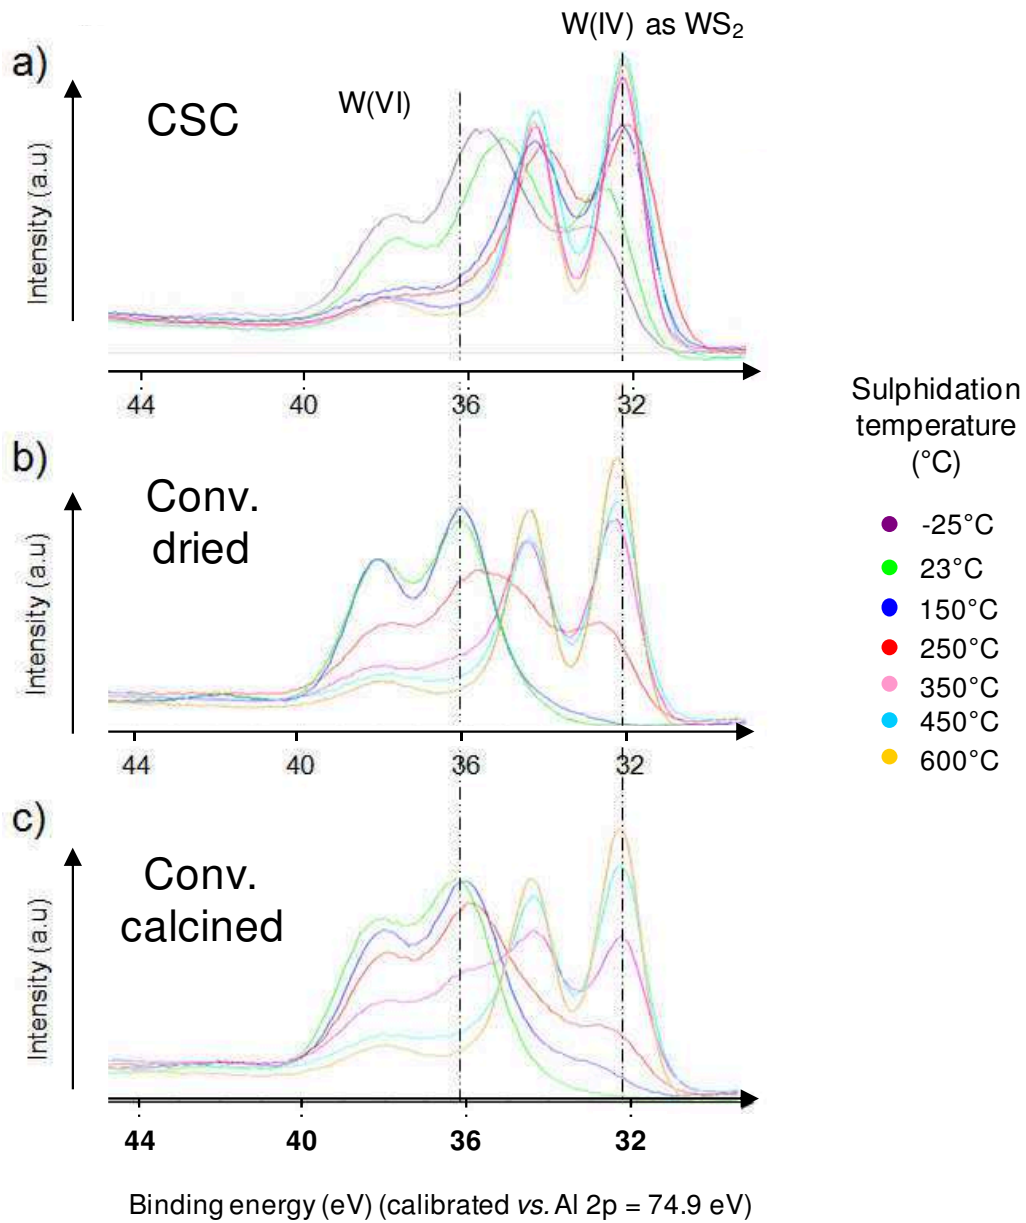 W(IV) as WS2
a)
W(VI)
CSC
Intensity (a.u)
44 40 36 32
b)
Conv.
dried
Intensity (a.u)
44 40 36 32
c)
Conv.
calcined
Intensity (a.u)
44 40 36 32
Binding energy (eV) (calibrated vs. Al 2p = 74.9 eV)
Sulphidation
temperature
(°C)
-25°C
23°C
150°C
250°C
350°C
450°C
600°C